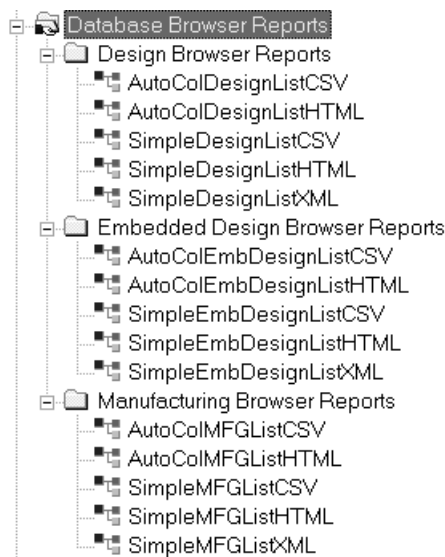 Database Browser Reports
Design Browser Reports
AutoColDesignListCSV
AutoColDesignListHTML
SimpleDesignListCSV
SimpleDesignListHTML
SimpleDesignListXML
Embedded Design Browser Reports
AutoColEmbDesignListCSV
AutoColEmbDesignListHTML
SimpleEmbDesignListCSV
SimpleEmbDesignListHTML
SimpleEmbDesignListXML
Manufacturing Browser Reports
AutoColMFGListCSV
AutoColMFGListHTML
SimpleMFGListCSV
SimpleMFGListHTML
SimpleMFGListXML